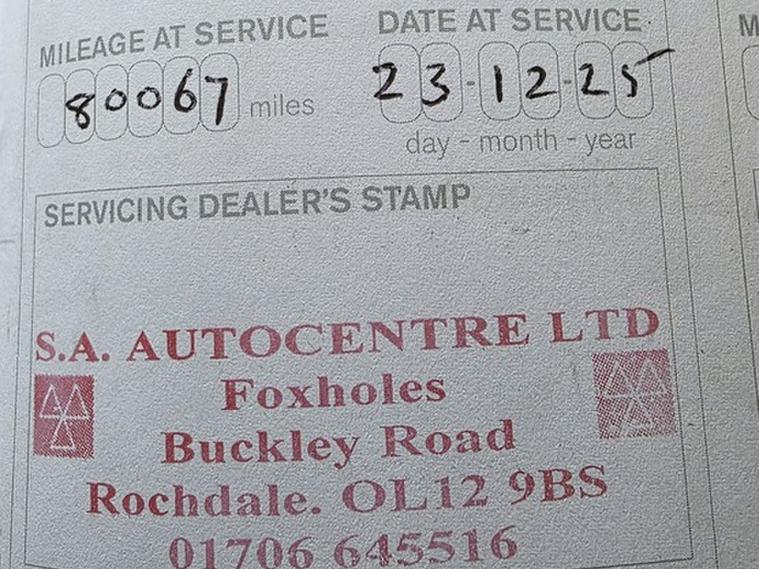 MILEAGE AT SERVICE
80067 miles
DATE AT SERVICE
23-12-25
day - month - year
SERVICING DEALER'S STAMP
S.A. AUTOCENTRE LTD
Foxholes
Buckley Road
Rochdale. OL12 9BS
01706 645516
M